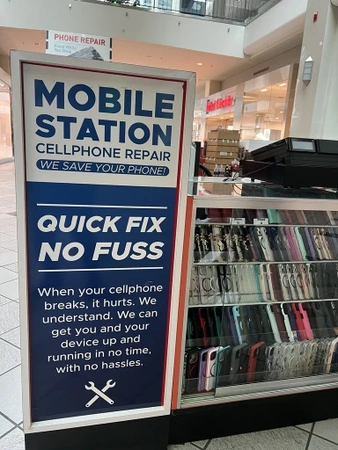 PHONE REPAIR
MOBILE
STATION
CELLPHONE REPAIR
WE SAVE YOUR PHONE!
QUICK FIX
NO FUSS
When your cellphone
breaks, it hurts. We
understand. We can
get you and your
device up and
running in no time,
with no hassles.